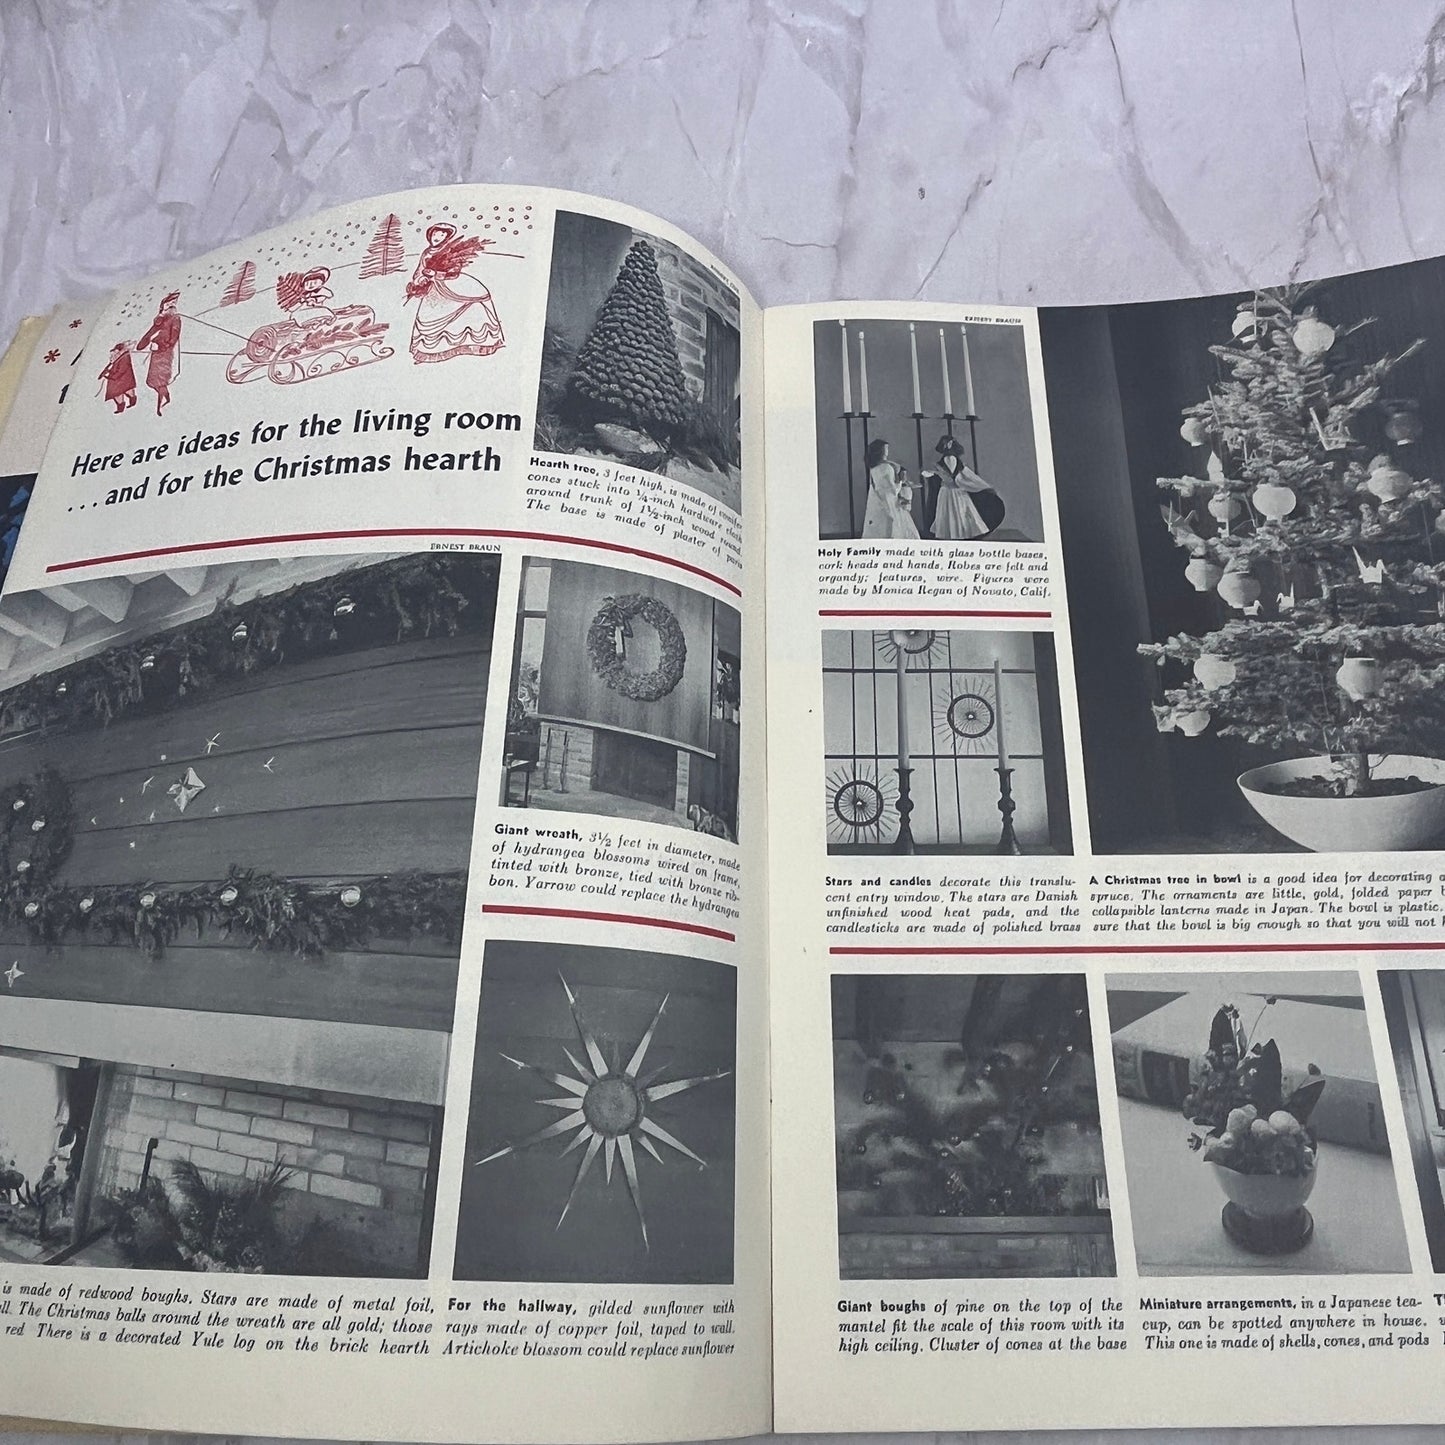 Here are ideas for the living room
...and for the Christmas hearth
Hearth tree, 3 feet high, is made of conifer
cones stuck into ¼-inch hardware cloth
around trunk of 1½-inch wood round.
The base is made of plaster of paris
ERNEST BRAUN
Giant wreath, 3½ feet in diameter, made
of hydrangea blossoms wired on frame,
tinted with bronze, tied with bronze rib-
bon. Yarrow could replace the hydrangea
is made of redwood boughs. Stars are made of metal foil,
The Christmas balls around the wreath are all gold; those
red There is a decorated Yule log on the brick hearth
For the hallway, gilded sunflower with
rays made of copper foil, taped to wall.
Artichoke blossom could replace sunflower
ERNEST BRAUN
Holy Family made with glass bottle bases,
cork heads and hands. Robes are felt and
organdy; features, wire. Figures were
made by Monica Regan of Novato, Calif.
Stars and candles decorate this translu-
cent entry window. The stars are Danish
unfinished wood heat pads, and the
candlesticks are made of polished brass
A Christmas tree in bowl is a good idea for decorating a
spruce. The ornaments are little, gold, folded paper
collapsible lanterns made in Japan. The bowl is plastic.
sure that the bowl is big enough so that you will not
Giant boughs of pine on the top of the
mantel fit the scale of this room with its
high ceiling. Cluster of cones at the base
Miniature arrangements, in a Japanese tea-
cup, can be spotted anywhere in house.
This one is made of shells, cones, and pods